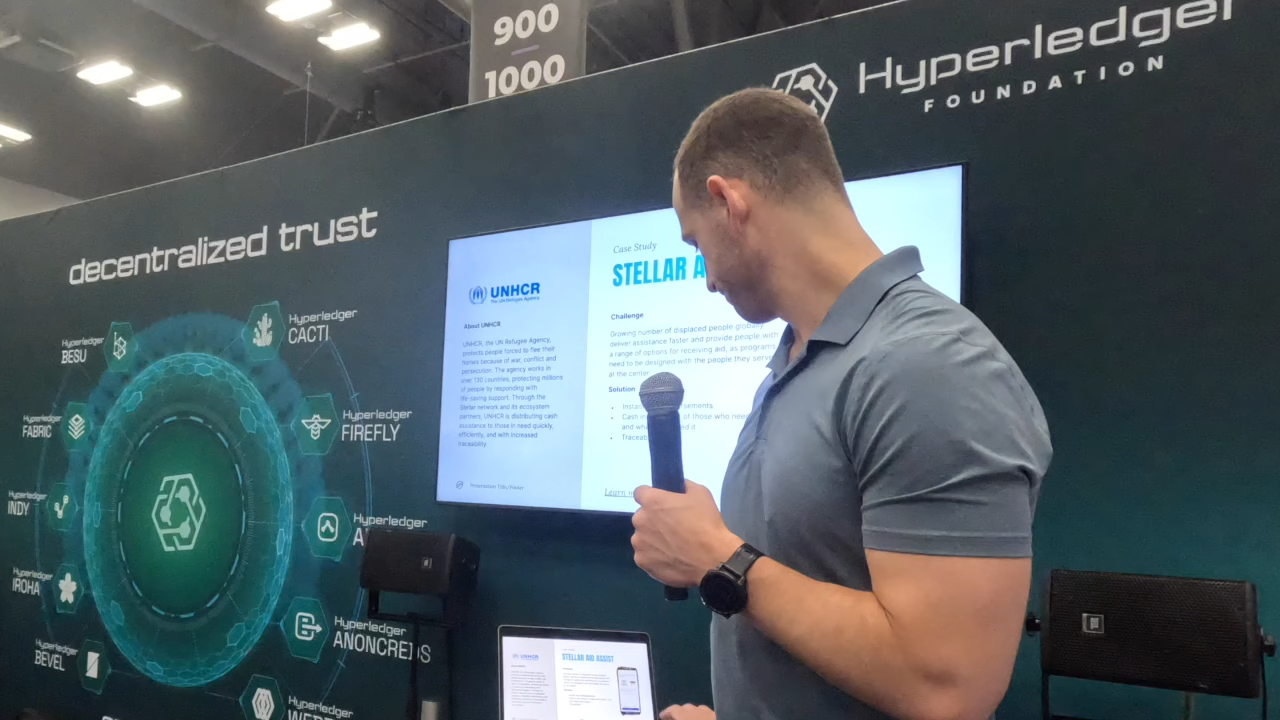 900
1000
Hyperledger
FOUNDATION
decentralized trust
Hyperledger
CACTI
Hyperledger
BESU
Hyperledger
FIREFLY
Hyperledger
FABRIC
Hyperledger
INDY
Hyperledger
Hyperledger
IROHA
Hyperledger
ANONCREDS
Hyperledger
BEVEL
Hyperledger
UNHCR
The UN Refugee Agency
About UNHCR
UNHCR, the UN Refugee Agency,
protects people forced to flee their
homes because of war, conflict and
persecution. The agency works in
over 130 countries, protecting millions
of people by responding with
life-saving support. Through the
Stellar network and its ecosystem
partners, UNHCR is distributing cash
assistance to those in need quickly,
efficiently, and with increased
traceability.
Case Study
STELLAR A
Challenge
Growing number of displaced people globally
deliver assistance faster and provide people with
a range of options for receiving aid, as programs
need to be designed with the people they serve
at the center.
Solution
Cash in of those who need
Learn
UNHCR
STELLAR AID ASSIST